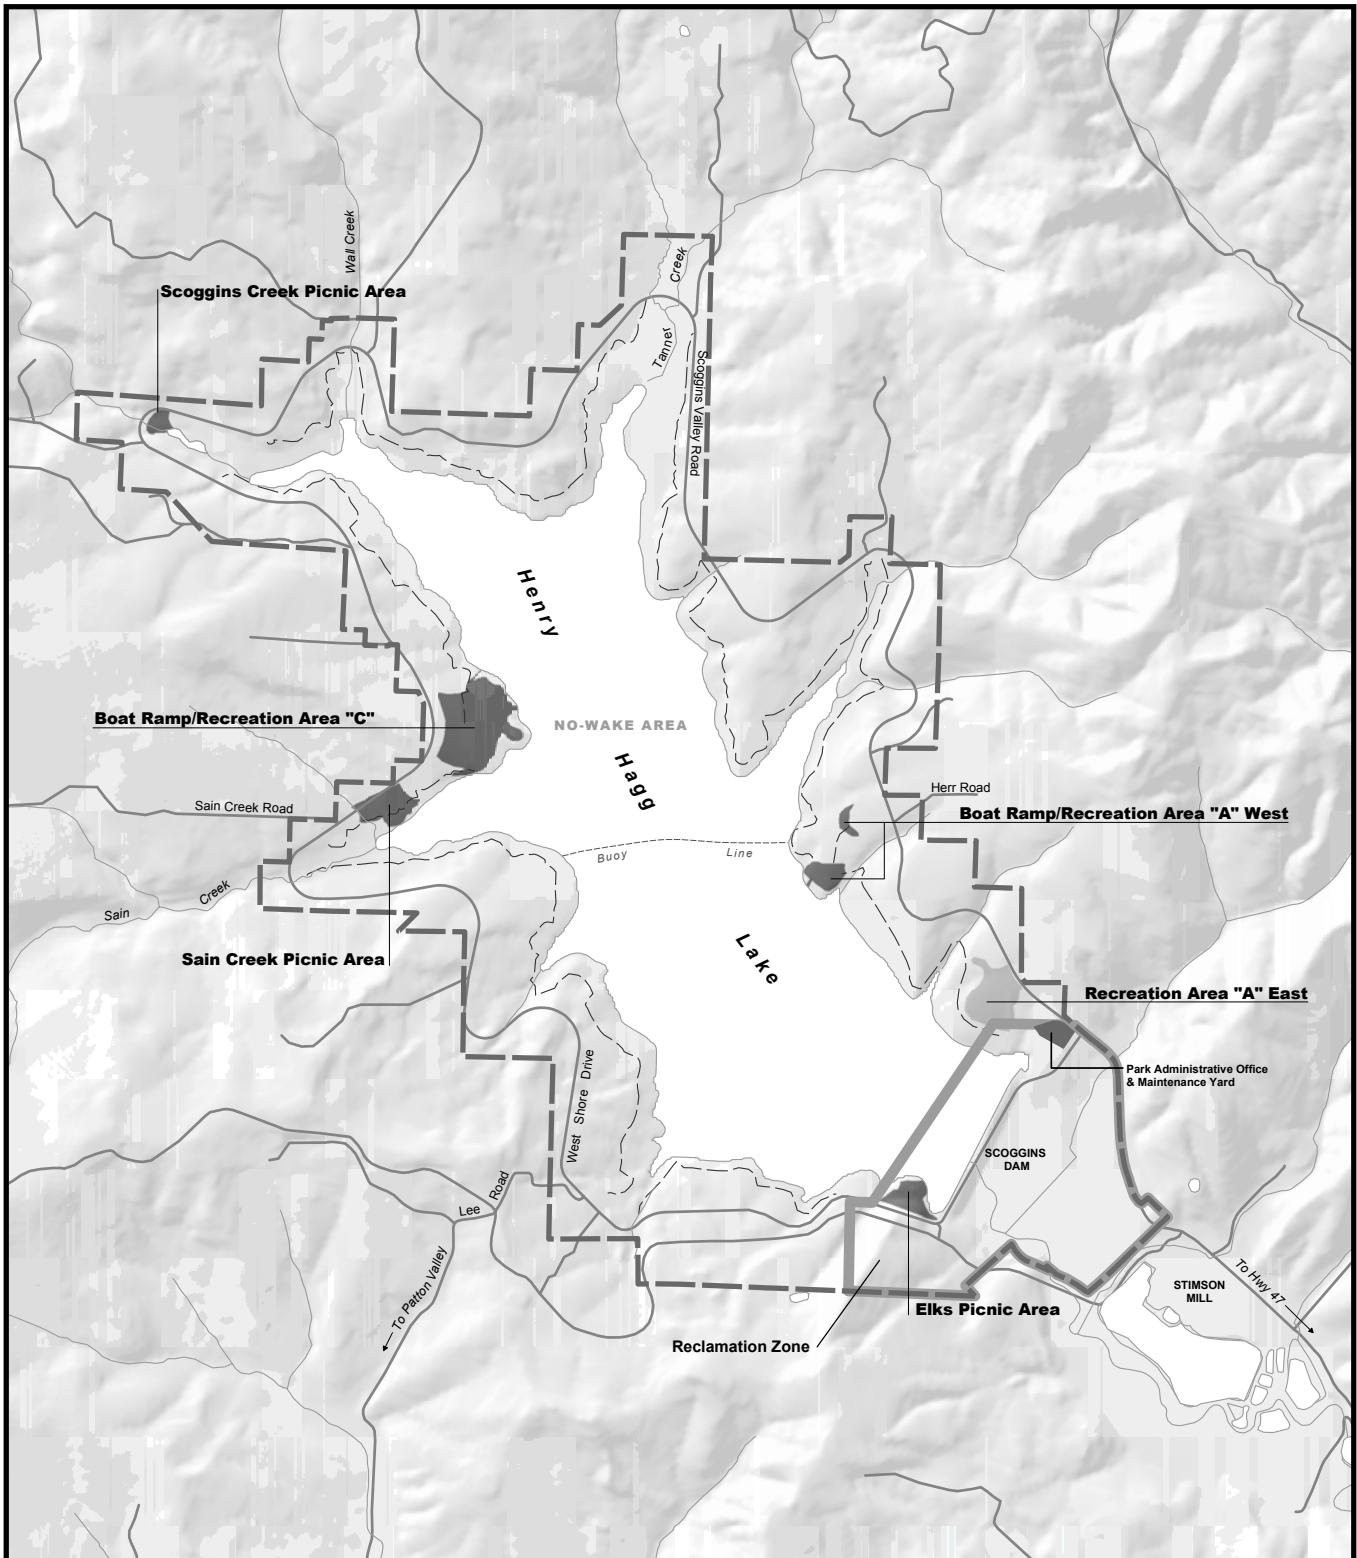 Wall Creek
Creek
Scoggins Creek Picnic Area
Tanner
Scoggins Valley Road
Henry
Boat Ramp/Recreation Area "C"
NO-WAKE AREA
Hagg
Herr Road
Sain Creek Road
Boat Ramp/Recreation Area "A" West
Buoy Line
Sain Creek
Lake
Sain Creek Picnic Area
Recreation Area "A" East
Park Administrative Office
& Maintenance Yard
West Shore Drive
SCOGGINS
DAM
Lee Road
To Patton Valley
To Hwy 47
STIMSON
MILL
Elks Picnic Area
Reclamation Zone